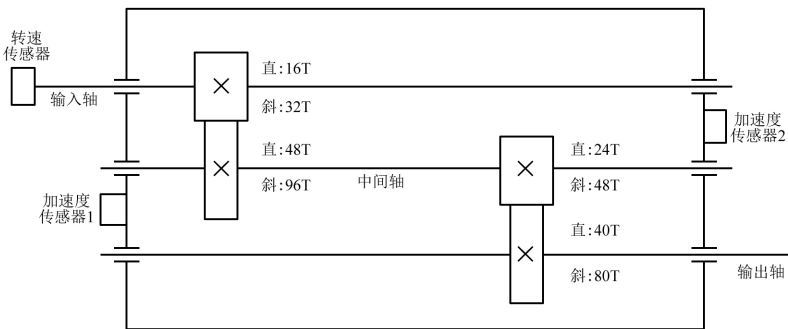 转速
传感器
直:16T
输入轴
斜:32T
加速度
传感器2
直:48T
直:24T
斜:96T
中间轴
斜:48T
加速度
传感器1
直:40T
斜:80T
输出轴